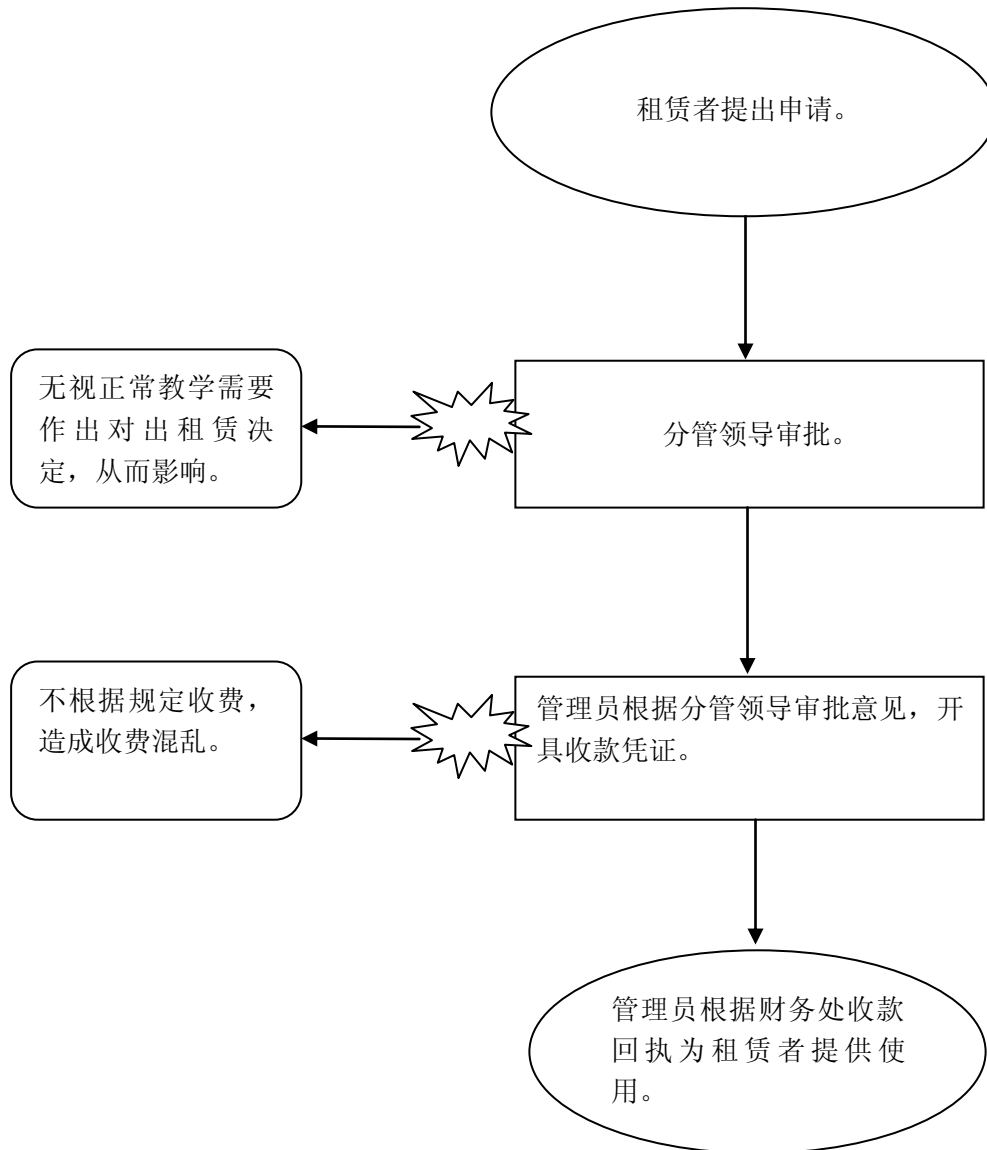 租赁者提出申请。
无视正常教学需要
作出对出租赁决
定，从而影响。
分管领导审批。
不根据规定收费，
造成收费混乱。
管理员根据分管领导审批意见，开
具收款凭证。
管理员根据财务处收款
回执为租赁者提供使
用。